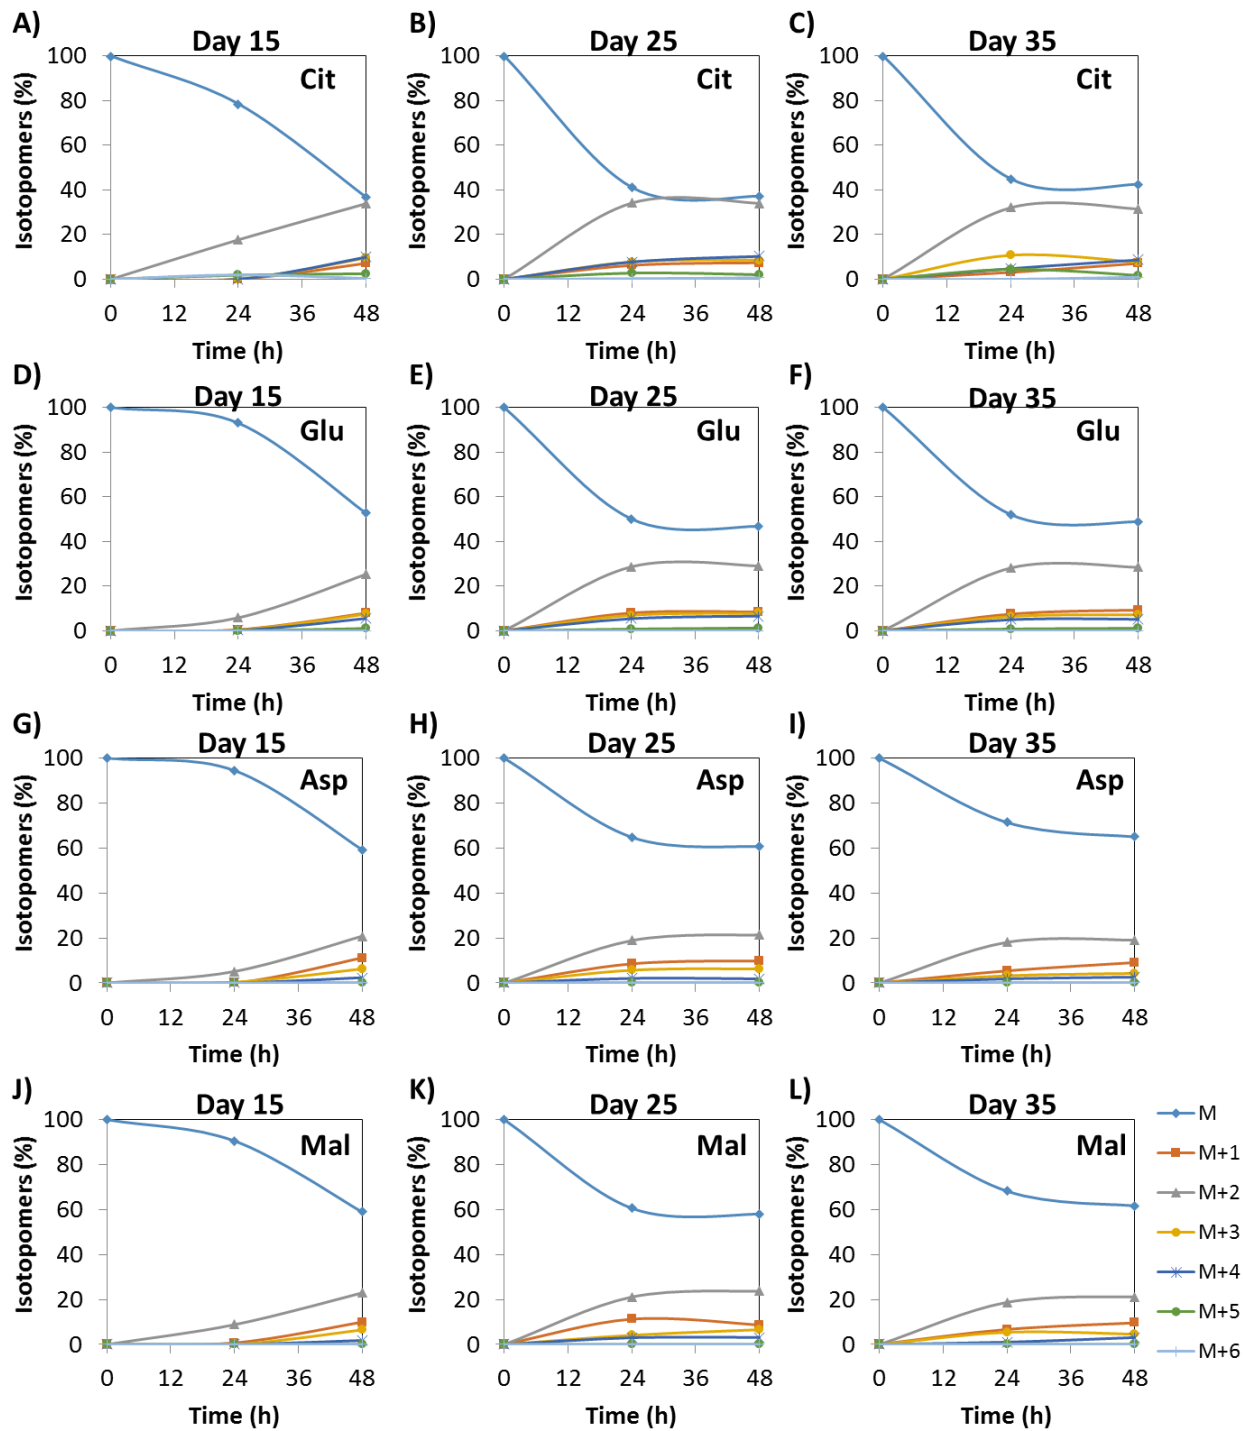 A) Day 15 B) Day 25 C) Day 35
Cit Cit Cit
Isotopomers (%) Isotopomers (%) Isotopomers (%)
100 100 100
80 80 80
60 60 60
40 40 40
20 20 20
0 0 0
0 12 24 36 48 0 12 24 36 48 0 12 24 36 48
Time (h) Time (h) Time (h)
D) Day 15 E) Day 25 F) Day 35
Glu Glu Glu
Isotopomers (%) Isotopomers (%) Isotopomers (%)
100 100 100
80 80 80
60 60 60
40 40 40
20 20 20
0 0 0
0 12 24 36 48 0 12 24 36 48 0 12 24 36 48
Time (h) Time (h) Time (h)
G) Day 15 H) Day 25 I) Day 35
Asp Asp Asp
Isotopomers (%) Isotopomers (%) Isotopomers (%)
100 100 100
80 80 80
60 60 60
40 40 40
20 20 20
0 0 0
0 12 24 36 48 0 12 24 36 48 0 12 24 36 48
Time (h) Time (h) Time (h)
J) Day 15 K) Day 25 L) Day 35
Mal Mal Mal
Isotopomers (%) Isotopomers (%) Isotopomers (%)
100 100 100
80 80 80
60 60 60
40 40 40
20 20 20
0 0 0
0 12 24 36 48 0 12 24 36 48 0 12 24 36 48
Time (h) Time (h) Time (h)
M
M+1
M+2
M+3
M+4
M+5
M+6